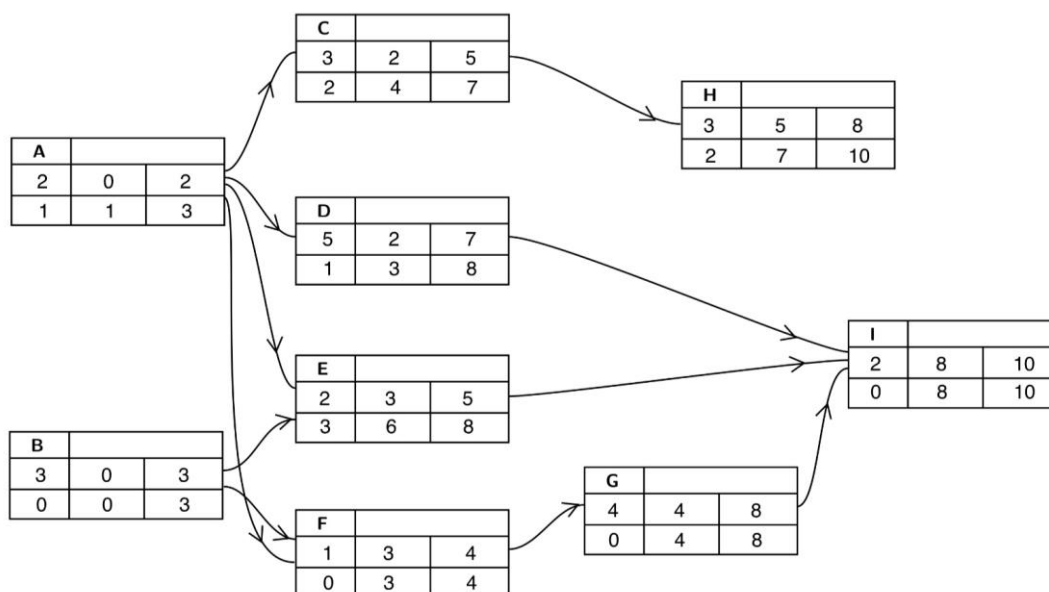 C
3 2 5
2 4 7
H
3 5 8
2 7 10
A
2 0 2
1 1 3
D
5 2 7
1 3 8
I
2 8 10
0 8 10
E
2 3 5
3 6 8
B
3 0 3
0 0 3
G
4 4 8
0 4 8
F
1 3 4
0 3 4